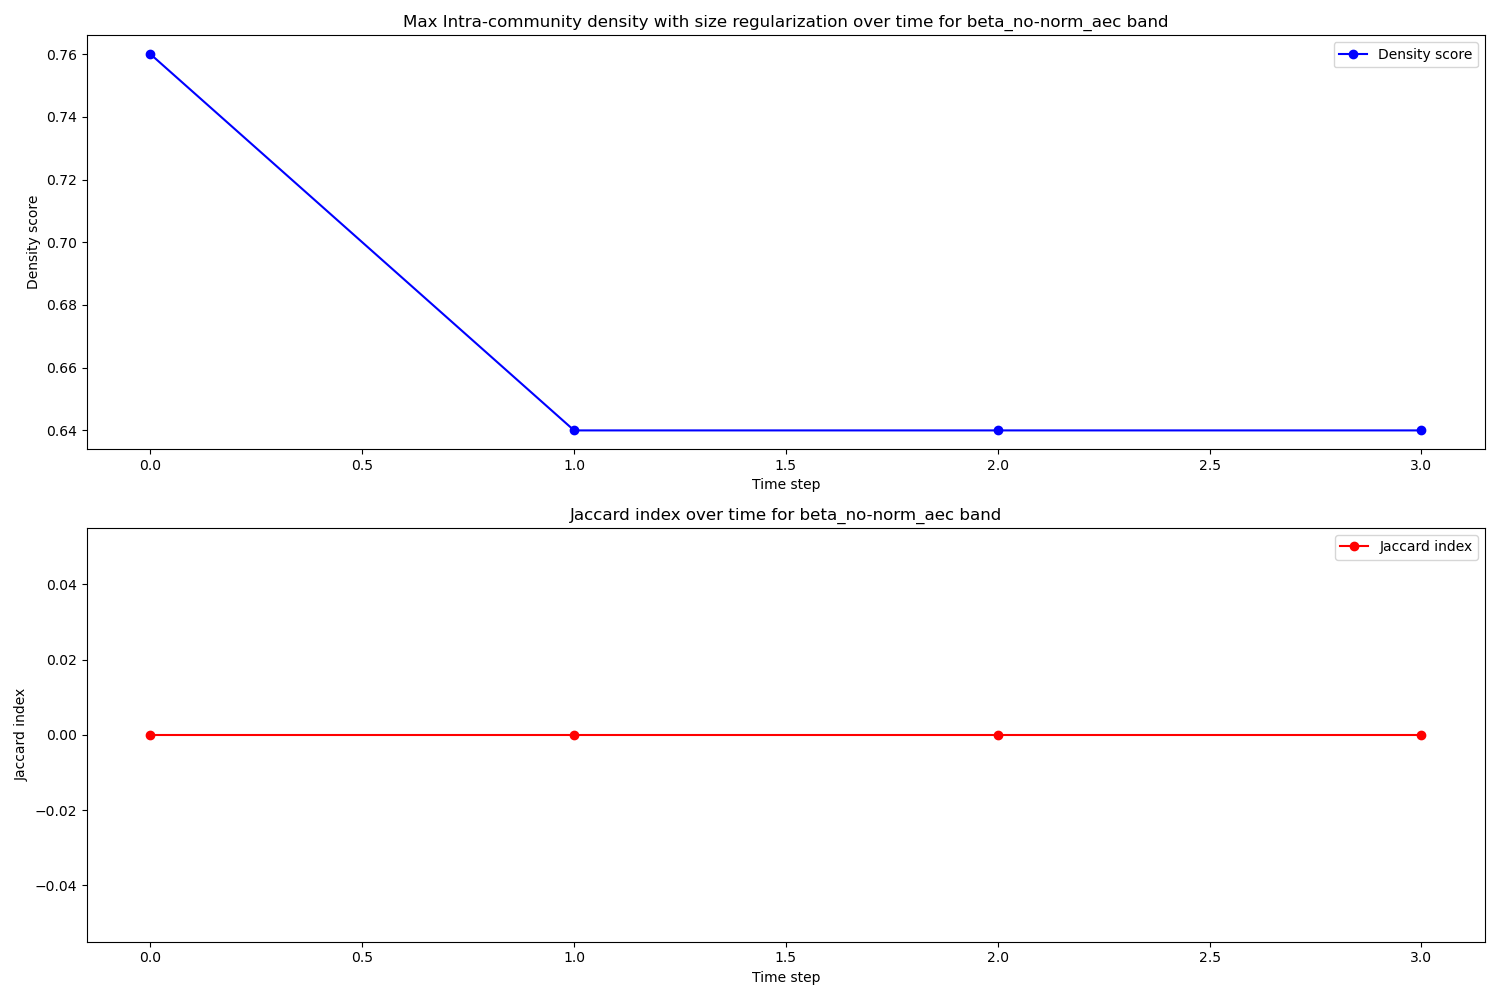 Max Intra-community density with size regularization over time for beta_no-norm_aec band
Density score
0.76
0.74
0.72
0.70
0.68
0.66
0.64
Density score
0.0 0.5 1.0 1.5 2.0 2.5 3.0
Time step
Jaccard index over time for beta_no-norm_aec band
Jaccard index
0.04
0.02
0.00
−0.02
−0.04
Jaccard index
0.0 0.5 1.0 1.5 2.0 2.5 3.0
Time step